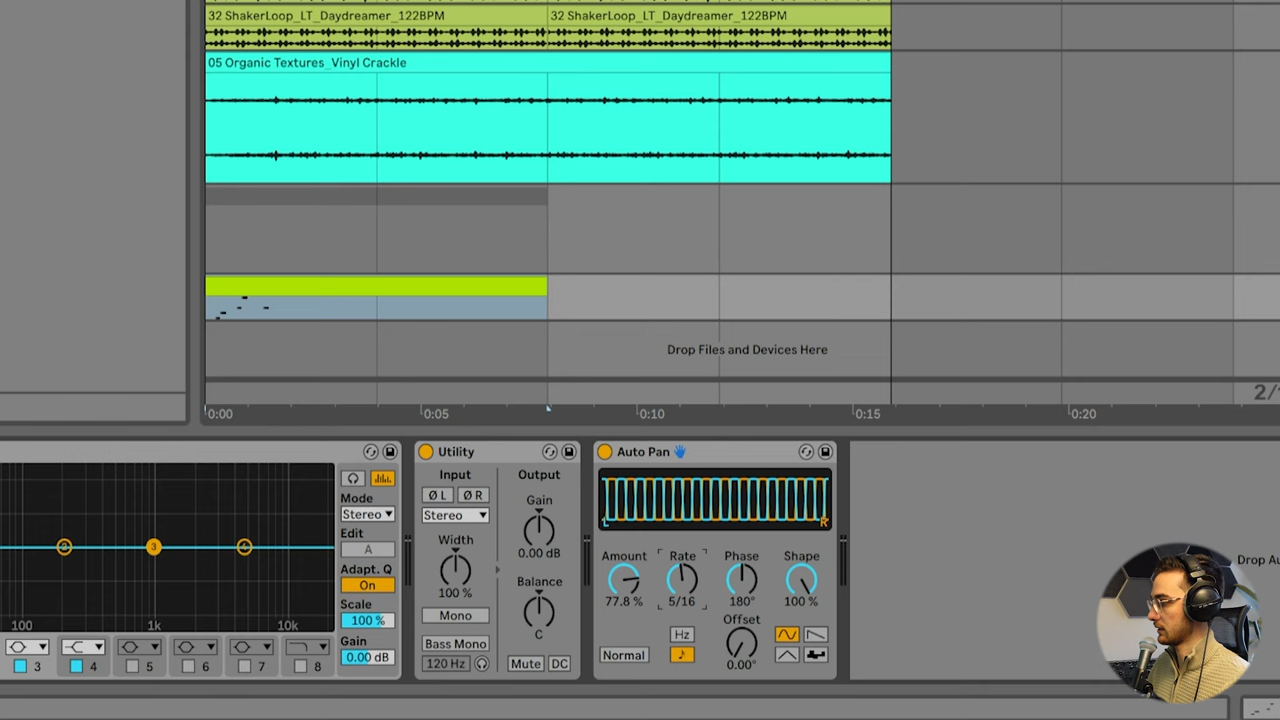 32 ShakerLoop_LT_Daydreamer_122BPM
32 ShakerLoop_LT_Daydreamer_122BPM
05 Organic Textures_Vinyl Crackle
Drop Files and Devices Here
2/
0:00
0:05
0:10
0:15
0:20
Utility
Auto Pan
Input
Output
Mode
Stereo
Edit
A
Adapt. Q
On
Scale
100 %
Gain
0.00 dB
100
1k
10k
2
3
4
3
4
5
6
7
8
Ø L
Ø R
Stereo
Width
100 %
Mono
Bass Mono
120 Hz
Gain
0.00 dB
Balance
C
Mute
DC
L
R
Amount
Rate
Phase
Shape
77.8 %
5/16
180°
100 %
Offset
Normal
Hz
0.00°
Drop Au